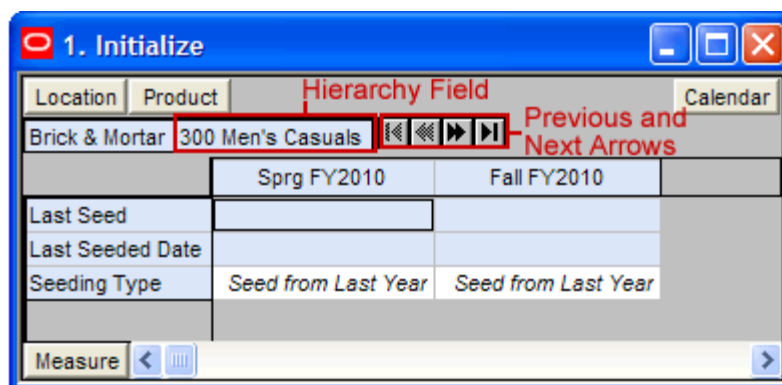 1. Initialize
Location Product Hierarchy Field Calendar
Brick & Mortar 300 Men's Casuals Previous and
Next Arrows
Sprg FY2010 Fall FY2010
Last Seed
Last Seeded Date
Seeding Type Seed from Last Year Seed from Last Year
Measure